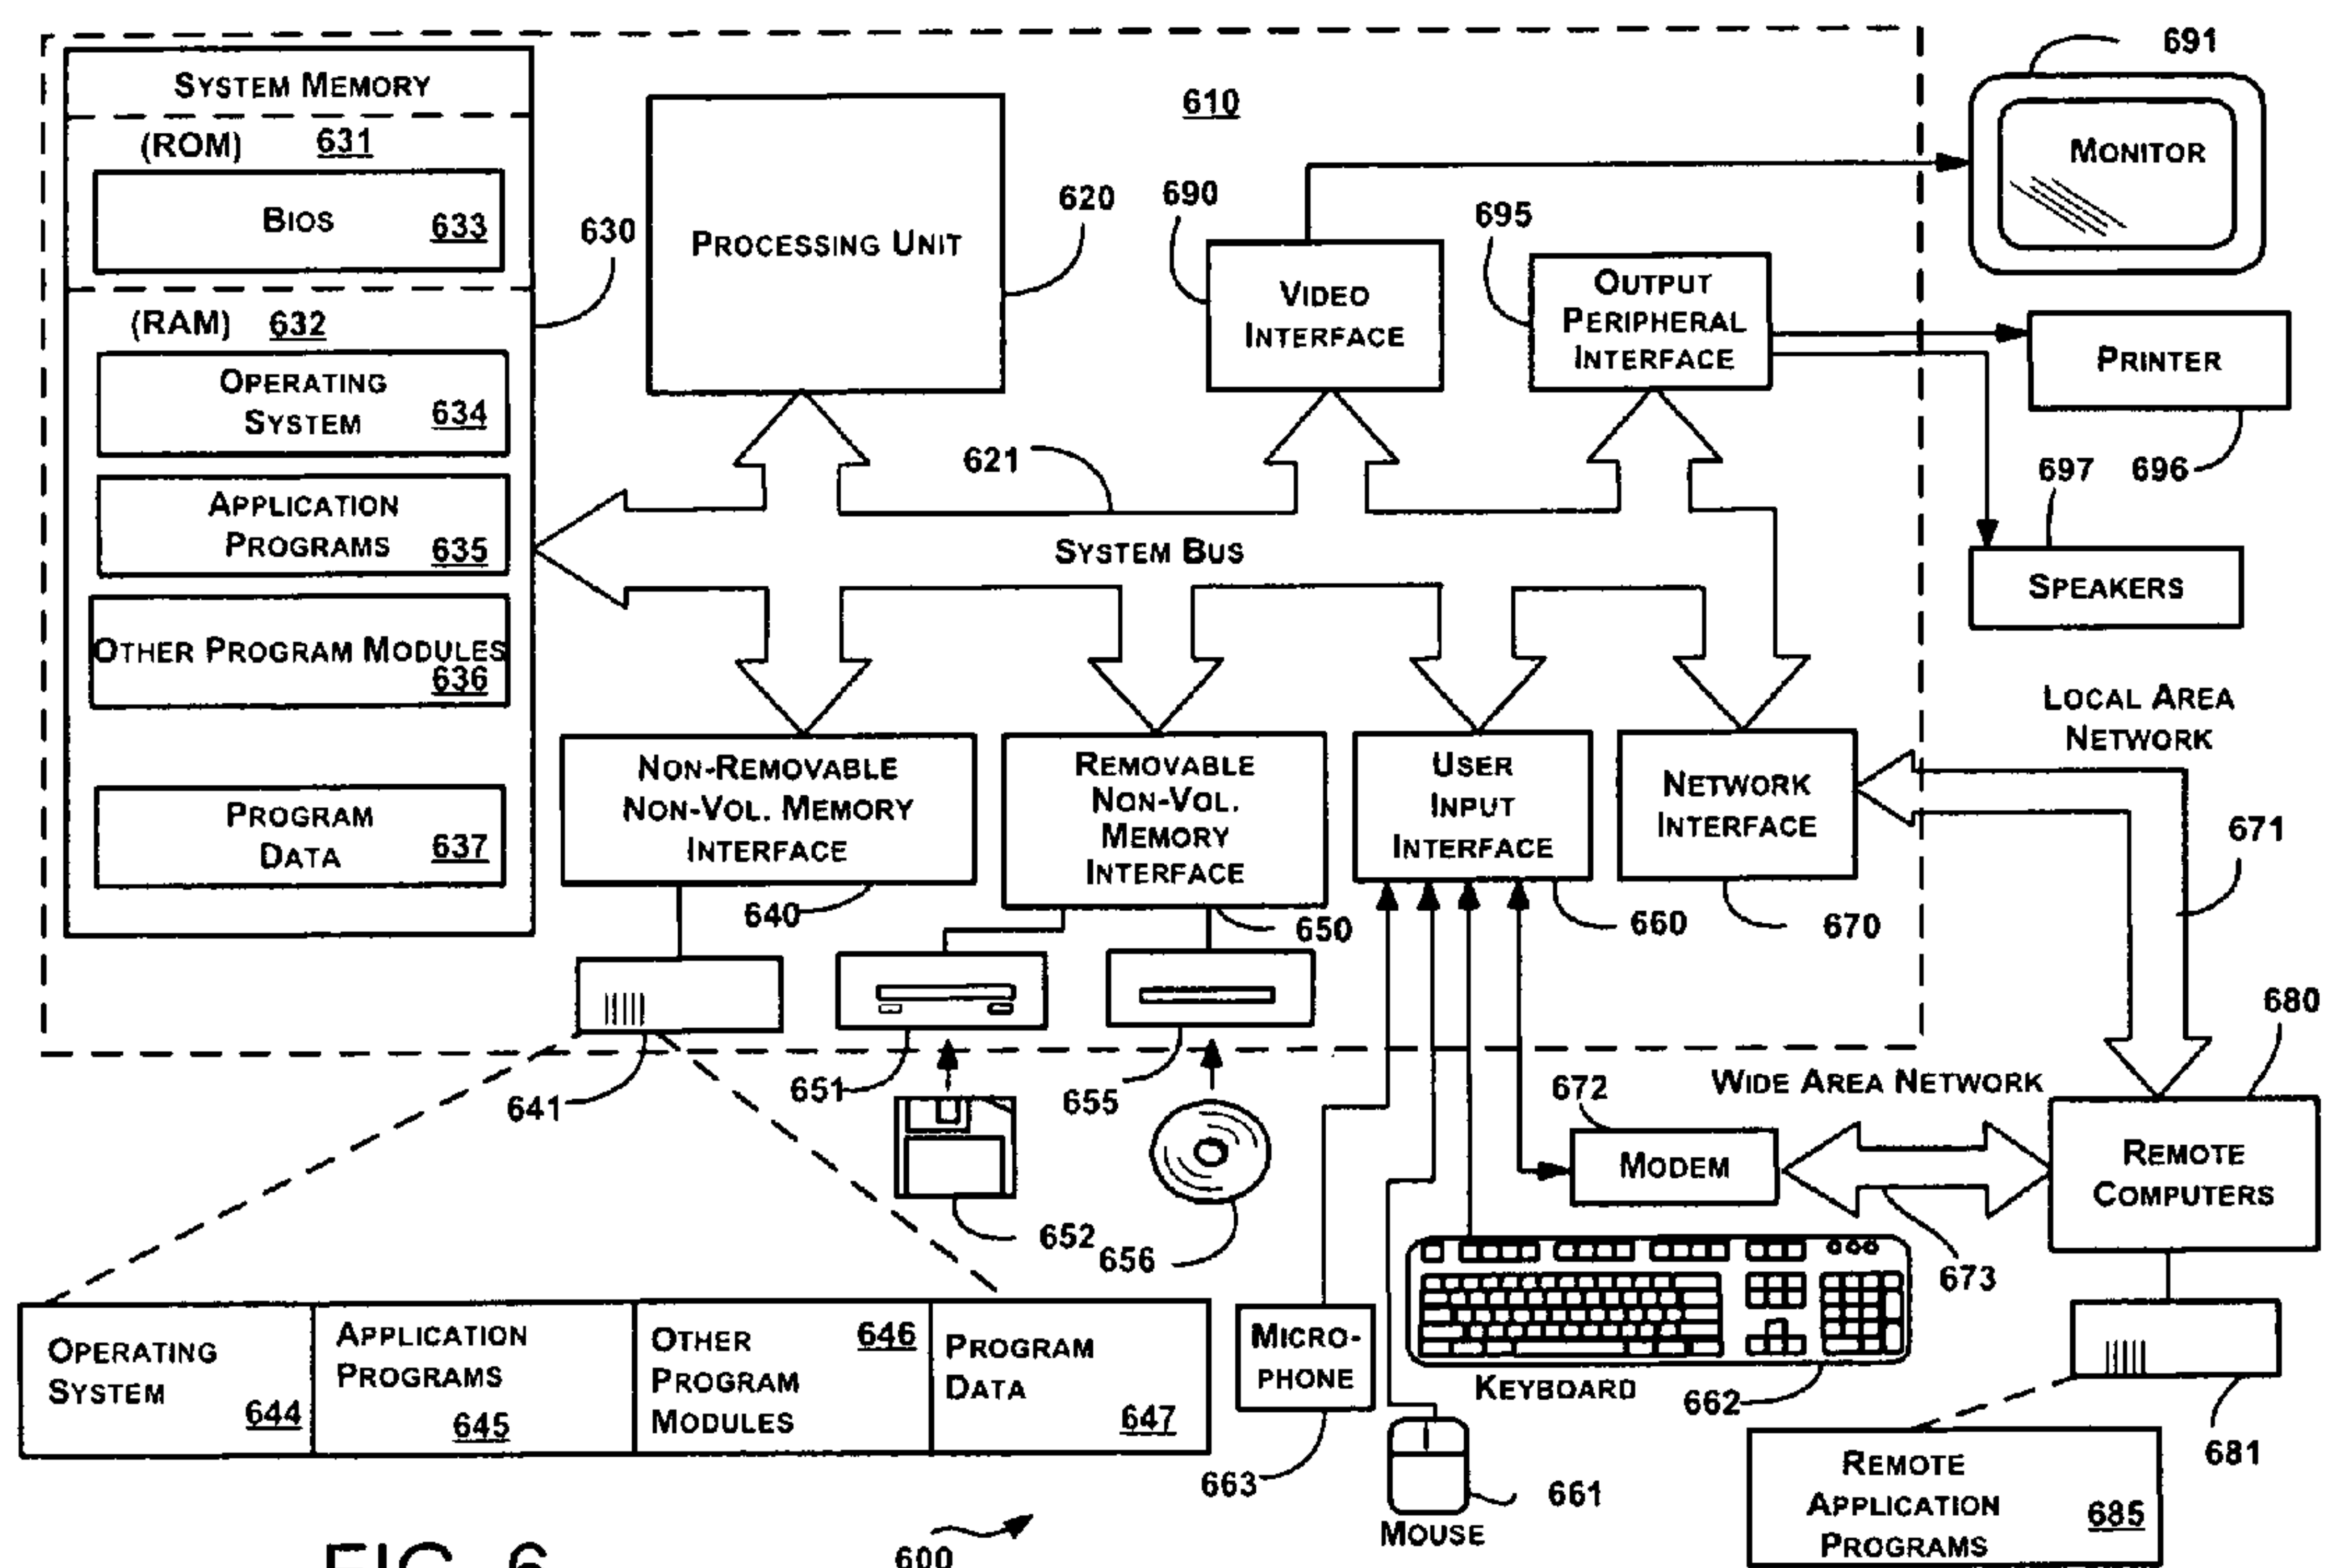 SYSTEM MEMORY
(ROM) 631
BIOS 633
(RAM) 632
OPERATING
SYSTEM 634
APPLICATION
PROGRAMS 635
OTHER PROGRAM MODULES
636
PROGRAM
DATA 637
630
PROCESSING UNIT
620
610
690
VIDEO
INTERFACE
695
OUTPUT
PERIPHERAL
INTERFACE
691
MONITOR
PRINTER
696
697
SPEAKERS
621
SYSTEM BUS
NON-REMOVABLE
NON-VOL. MEMORY
INTERFACE
640
REMOVABLE
NON-VOL.
MEMORY
INTERFACE
650
USER
INPUT
INTERFACE
660
NETWORK
INTERFACE
670
LOCAL AREA
NETWORK
671
680
641
651
655
652
656
WIDE AREA NETWORK
672
MODEM
673
REMOTE
COMPUTERS
OPERATING
SYSTEM
644
APPLICATION
PROGRAMS
645
OTHER 646
PROGRAM
MODULES
PROGRAM
DATA
647
MICRO-
PHONE
663
KEYBOARD
662
661
MOUSE
681
REMOTE
APPLICATION 685
PROGRAMS
FIG. 6
600